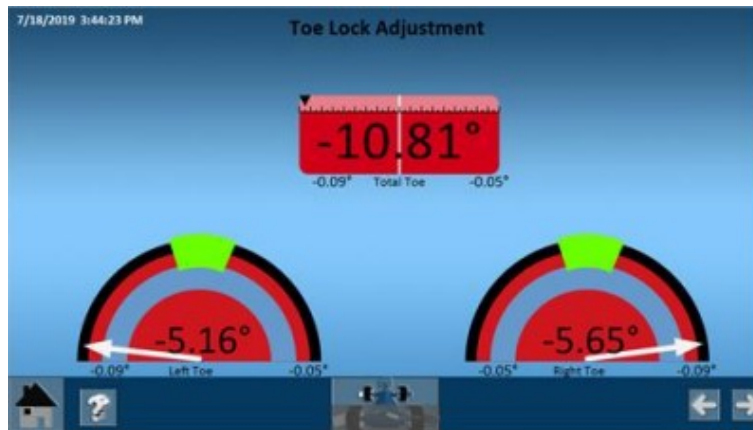 7/18/2019 3:44:23 PM
Toe Lock Adjustment
-10.81°
-0.09° Total Toe -0.05°
-5.16°
-0.09° Left Toe -0.05°
-5.65°
-0.05° Right Toe -0.09°
?